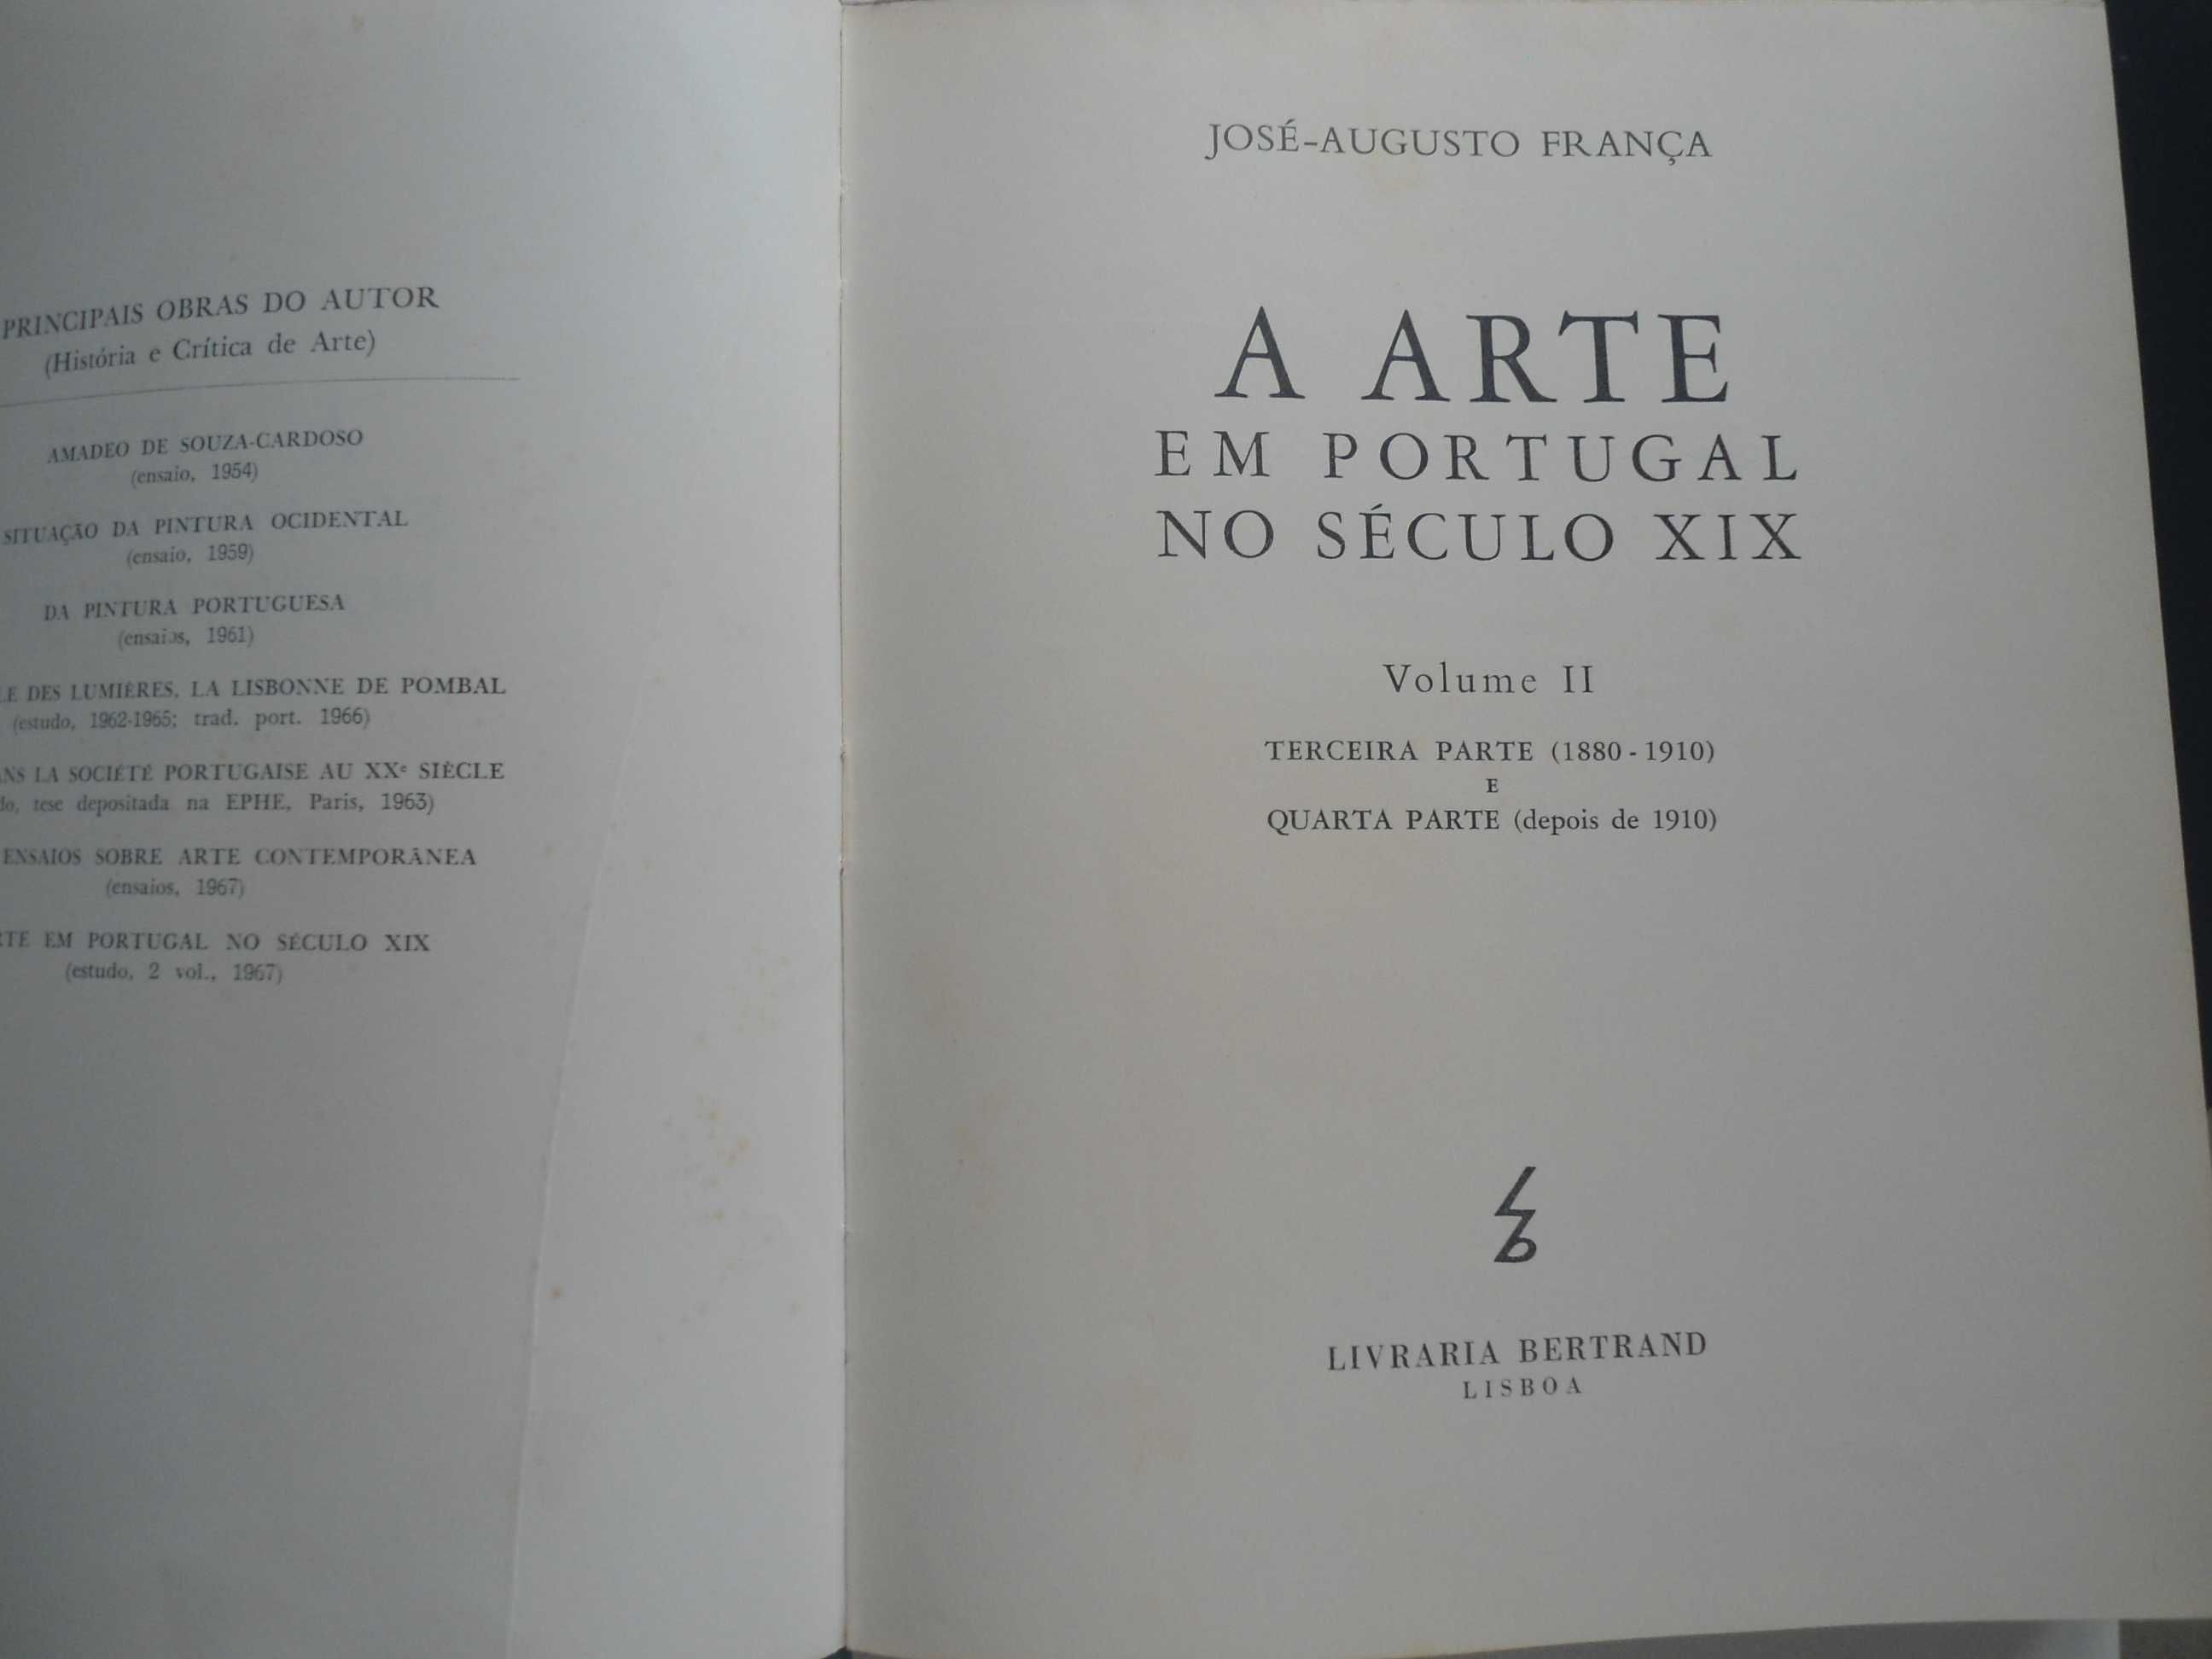 PRINCIPAIS OBRAS DO AUTOR
(História e Crítica de Arte)
AMADEO DE SOUZA-CARDOSO
(ensaio, 1954)
SITUAÇÃO DA PINTURA OCIDENTAL
(ensaio, 1959)
DA PINTURA PORTUGUESA
(ensaios, 1961)
DES LUMIÈRES, LA LISBONNE DE POMBAL
(estudo, 1962-1965; trad. port. 1966)
LA SOCIÉTÉ PORTUGAISE AU XXe SIÈCLE
tese depositada na EPHE, Paris, 1963)
ENSAIOS SOBRE ARTE CONTEMPORÂNEA
(ensaios, 1967)
EM PORTUGAL NO SÉCULO XIX
(estudo, 2 vol., 1967)
JOSÉ-AUGUSTO FRANÇA
A ARTE
EM PORTUGAL
NO SÉCULO XIX
Volume II
TERCEIRA PARTE (1880-1910)
E
QUARTA PARTE (depois de 1910)
LIVRARIA BERTRAND
LISBOA